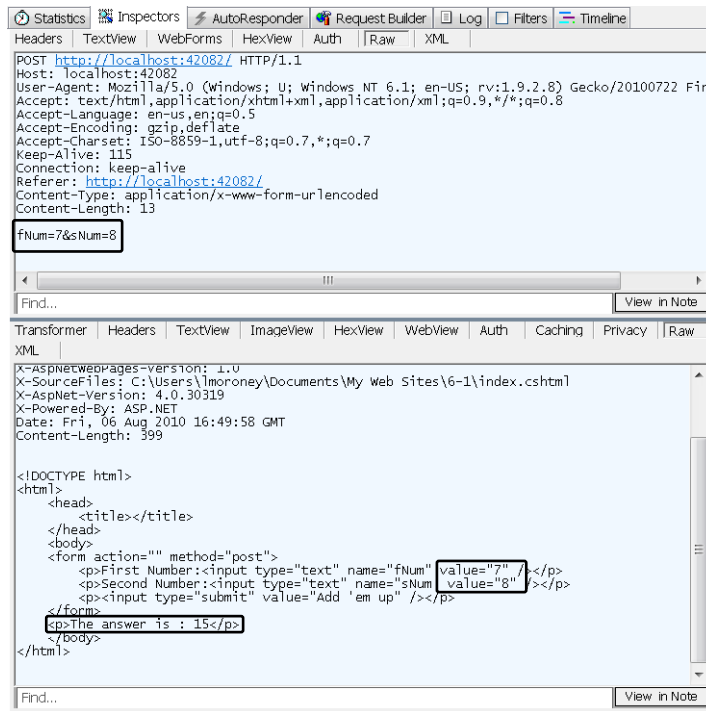 Statistics Inspectors AutoResponder Request Builder Log Filters Timeline
Headers TextView WebForms HexView Auth Raw XML
POST http://localhost:42082/ HTTP/1.1
Host: localhost:42082
User-Agent: Mozilla/5.0 (Windows; U; Windows NT 6.1; en-US; rv:1.9.2.8) Gecko/20100722 Fir
Accept: text/html,application/xhtml+xml,application/xml;q=0.9,*/*;q=0.8
Accept-Language: en-us,en;q=0.5
Accept-Encoding: gzip,deflate
Accept-Charset: ISO-8859-1,utf-8;q=0.7,*;q=0.7
Keep-Alive: 115
Connection: keep-alive
Referer: http://localhost:42082/
Content-Type: application/x-www-form-urlencoded
Content-Length: 13
fNum=7&sNum=8
Find... View in Note
Transformer Headers TextView ImageView HexView WebView Auth Caching Privacy Raw
XML
X-AspNetWebPages-Version: 1.0
X-SourceFiles: C:\Users\lmoroney\Documents\My Web Sites\6-1\index.cshtml
X-AspNet-Version: 4.0.30319
X-Powered-By: ASP.NET
Date: Fri, 06 Aug 2010 16:49:58 GMT
Content-Length: 399
<!DOCTYPE html>
<html>
<head>
<title></title>
</head>
<body>
<form action="" method="post">
<p>First Number:<input type="text" name="fNum" value="7" /></p>
<p>Second Number:<input type="text" name="sNum value="8" /></p>
<p><input type="submit" value="Add 'em up" /></p>
</form>
<p>The answer is : 15</p>
</body>
</html>
Find... View in Note